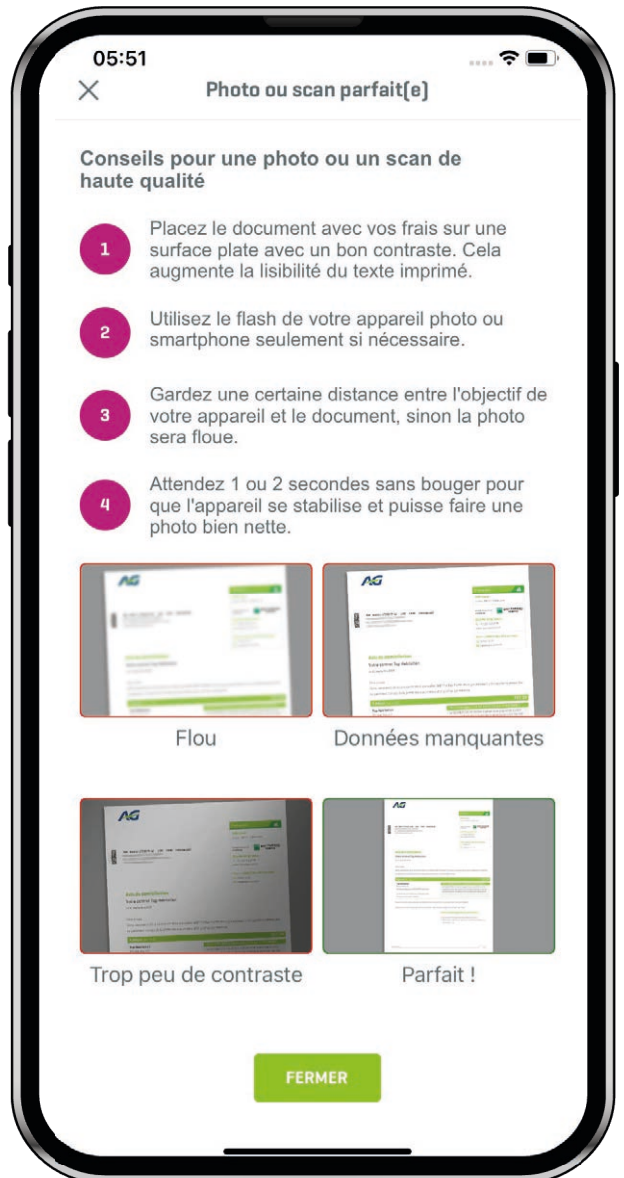 05:51
Photo ou scan parfait(e)
Conseils pour une photo ou un scan de
haute qualité
1
Placez le document avec vos frais sur une
surface plate avec un bon contraste. Cela
augmente la lisibilité du texte imprimé.
2
Utilisez le flash de votre appareil photo ou
smartphone seulement si nécessaire.
3
Gardez une certaine distance entre l'objectif de
votre appareil et le document, sinon la photo
sera floue.
4
Attendez 1 ou 2 secondes sans bouger pour
que l'appareil se stabilise et puisse faire une
photo bien nette.
AG
AG
Flou
Données manquantes
AG
AG
Trop peu de contraste
Parfait !
FERMER